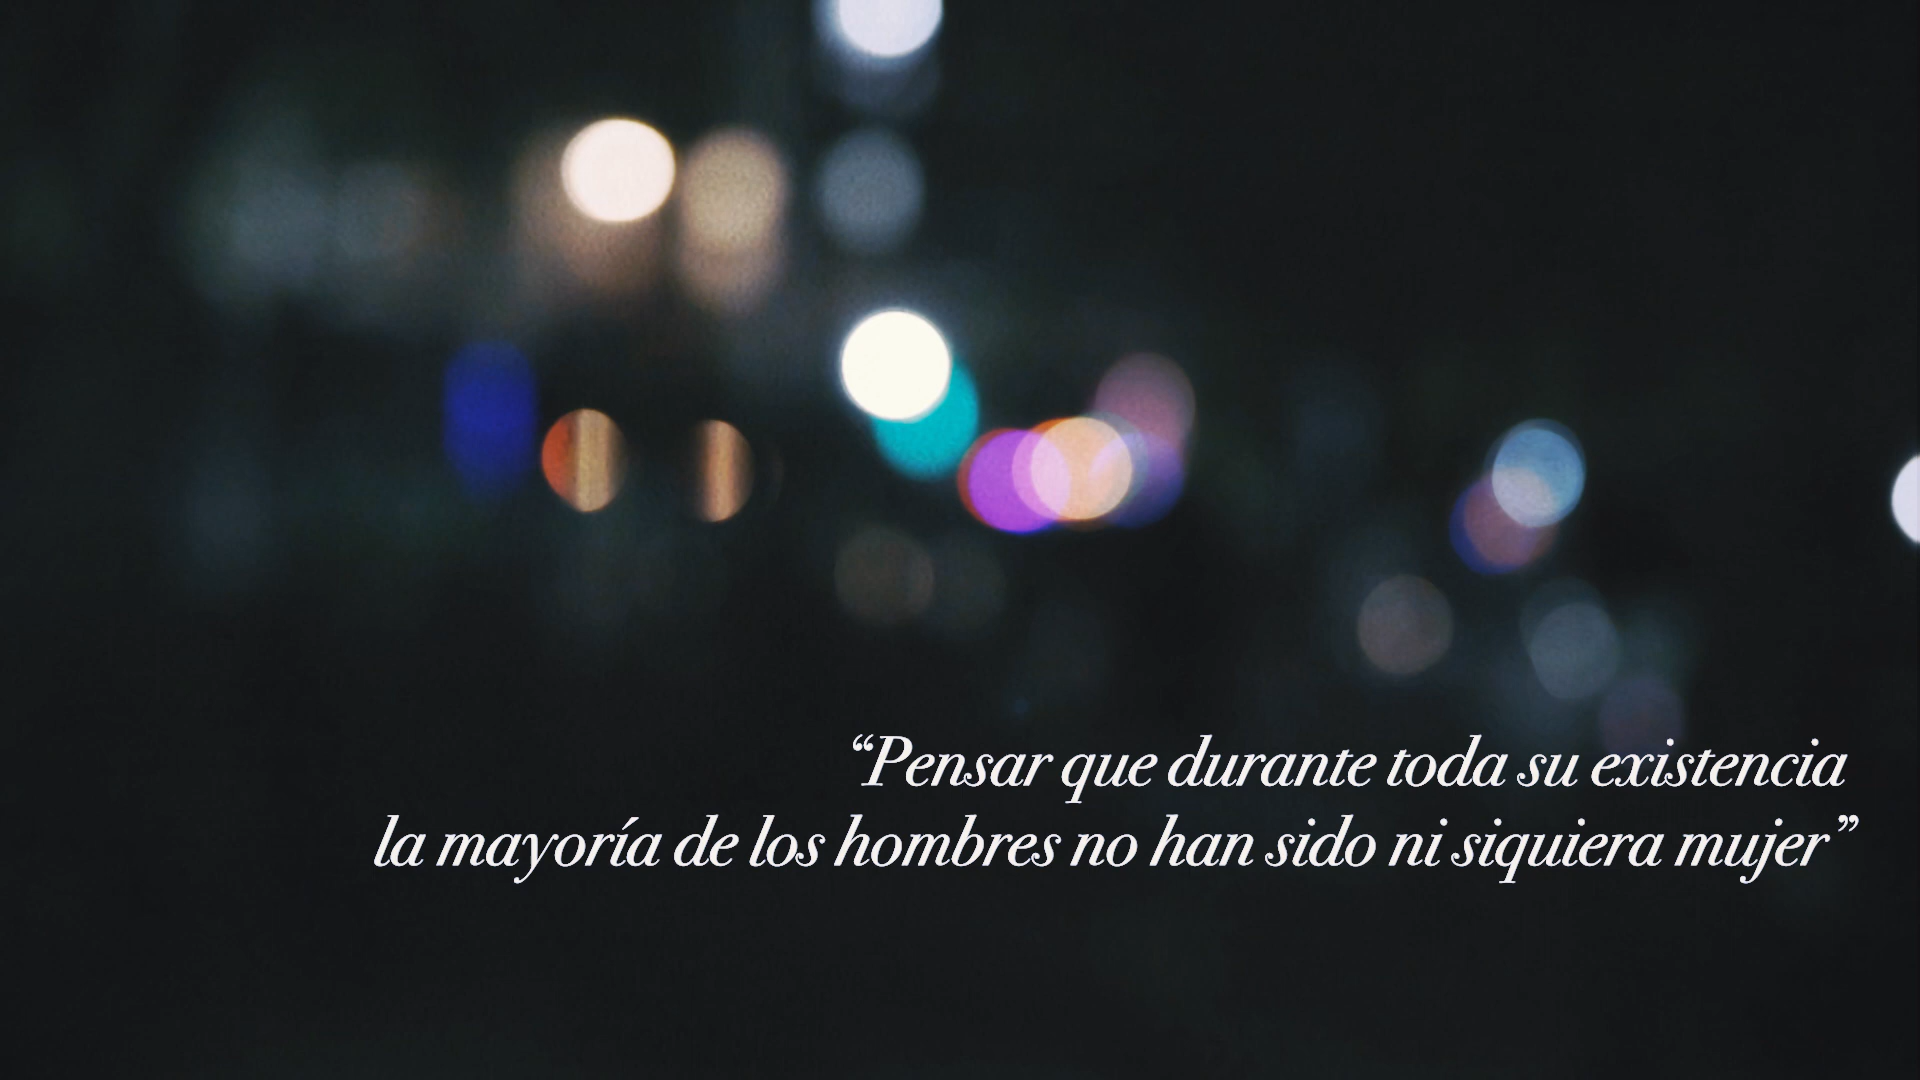 “Pensar que durante toda su existencia
la mayoría de los hombres no han sido ni siquiera mujer”